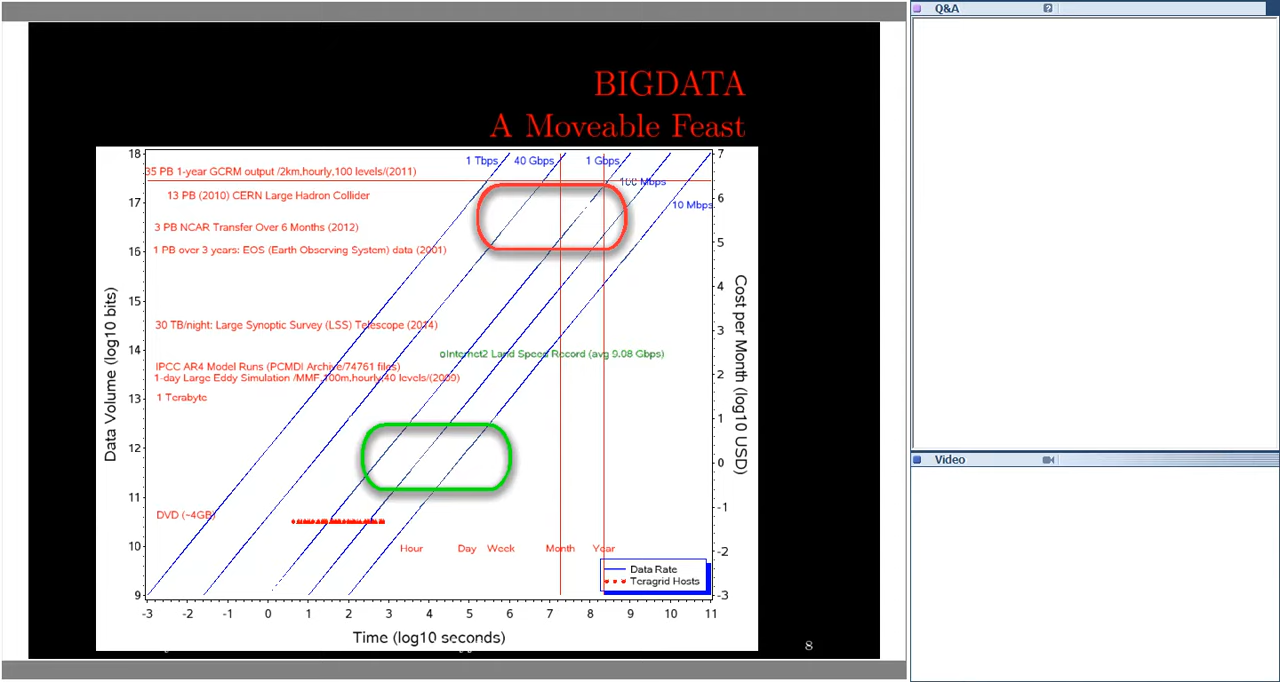 Q&A
BIGDATA
A Moveable Feast
18
1 Tbps 40 Gbps 1 Gbps
7
35 PB 1-year GCRM output /2km,hourly,100 levels/(2011)
100 Mbps
13 PB (2010) CERN Large Hadron Collider
6
17
10 Mbps
3 PB NCAR Transfer Over 6 Months (2012)
5
16
1 PB over 3 years: EOS (Earth Observing System) data (2001)
4
15
30 TB/night: Large Synoptic Survey (LSS) Telescope (2014)
3
14
oInternet2 Land Speed Record (avg 9.08 Gbps)
IPCC AR4 Model Runs (PCMDI Archive/74761 files)
2
1-day Large Eddy Simulation /MMF,100m,hourly,40 levels/(2009)
13
1 Terabyte
1
12
0
11
DVD (~4GB)
-1
10
Hour Day Week Month Year
-2
Data Rate
Teragrid Hosts
9
-3
-3 -2 -1 0 1 2 3 4 5 6 7 8 9 10 11
Time (log10 seconds)
Data Volume (log10 bits)
Cost per Month (log10 USD)
8
Video